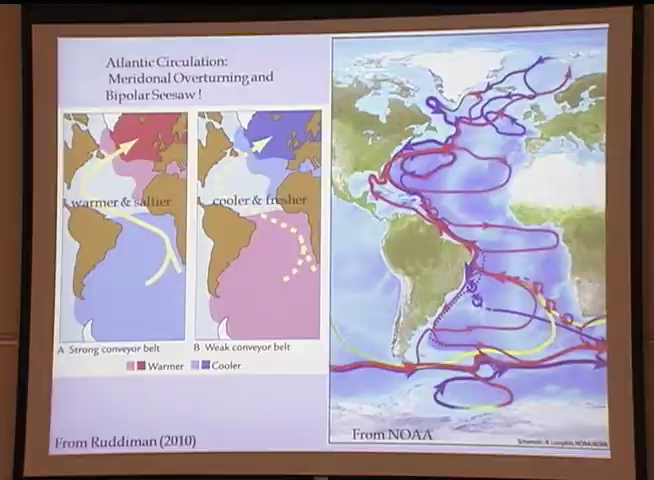 Atlantic Circulation:
Meridonal Overturning and
Bipolar Seesaw !
warmer & saltier
cooler & fresher
A Strong conveyor belt
B Weak conveyor belt
Warmer
Cooler
From Ruddiman (2010)
From NOAA